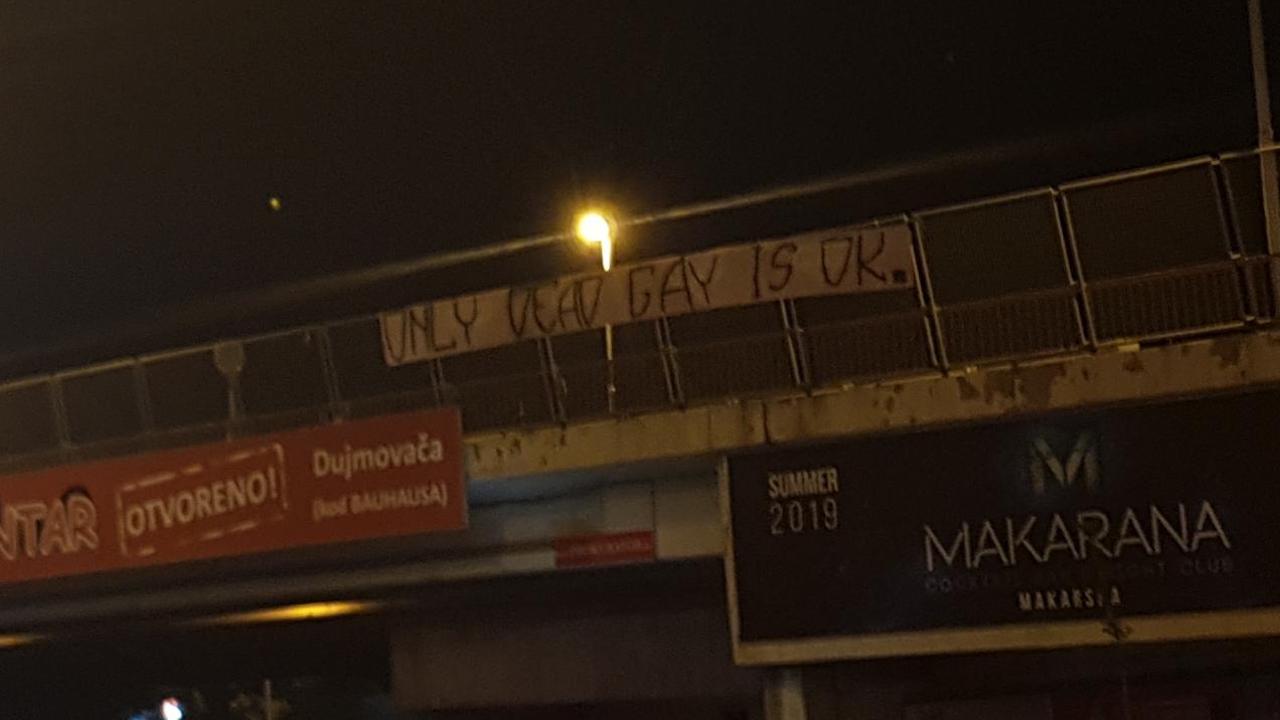 ONLY DEAD GAY IS OK.
NTAR
OTVORENO!
Dujmovača
(kod BAUHAUSA)
SUMMER
2019
M
MAKARANA
MAKARSKA